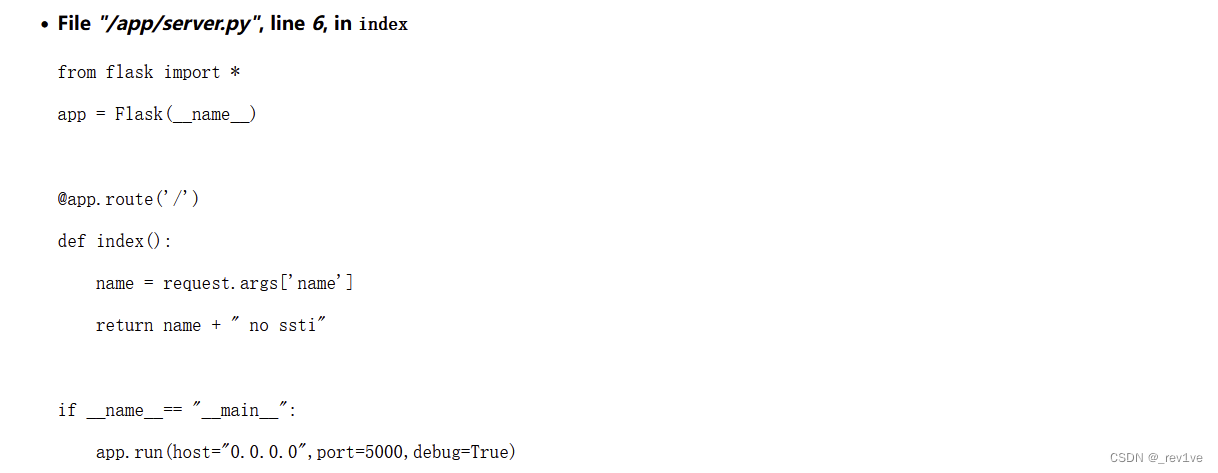 • File "/app/server.py", line 6, in index
from flask import *
app = Flask(__name__)
@app.route('/')
def index():
    name = request.args['name']
    return name + " no ssti"
if __name__== "__main__":
    app.run(host="0.0.0.0",port=5000,debug=True)
CSDN @_rev1ve